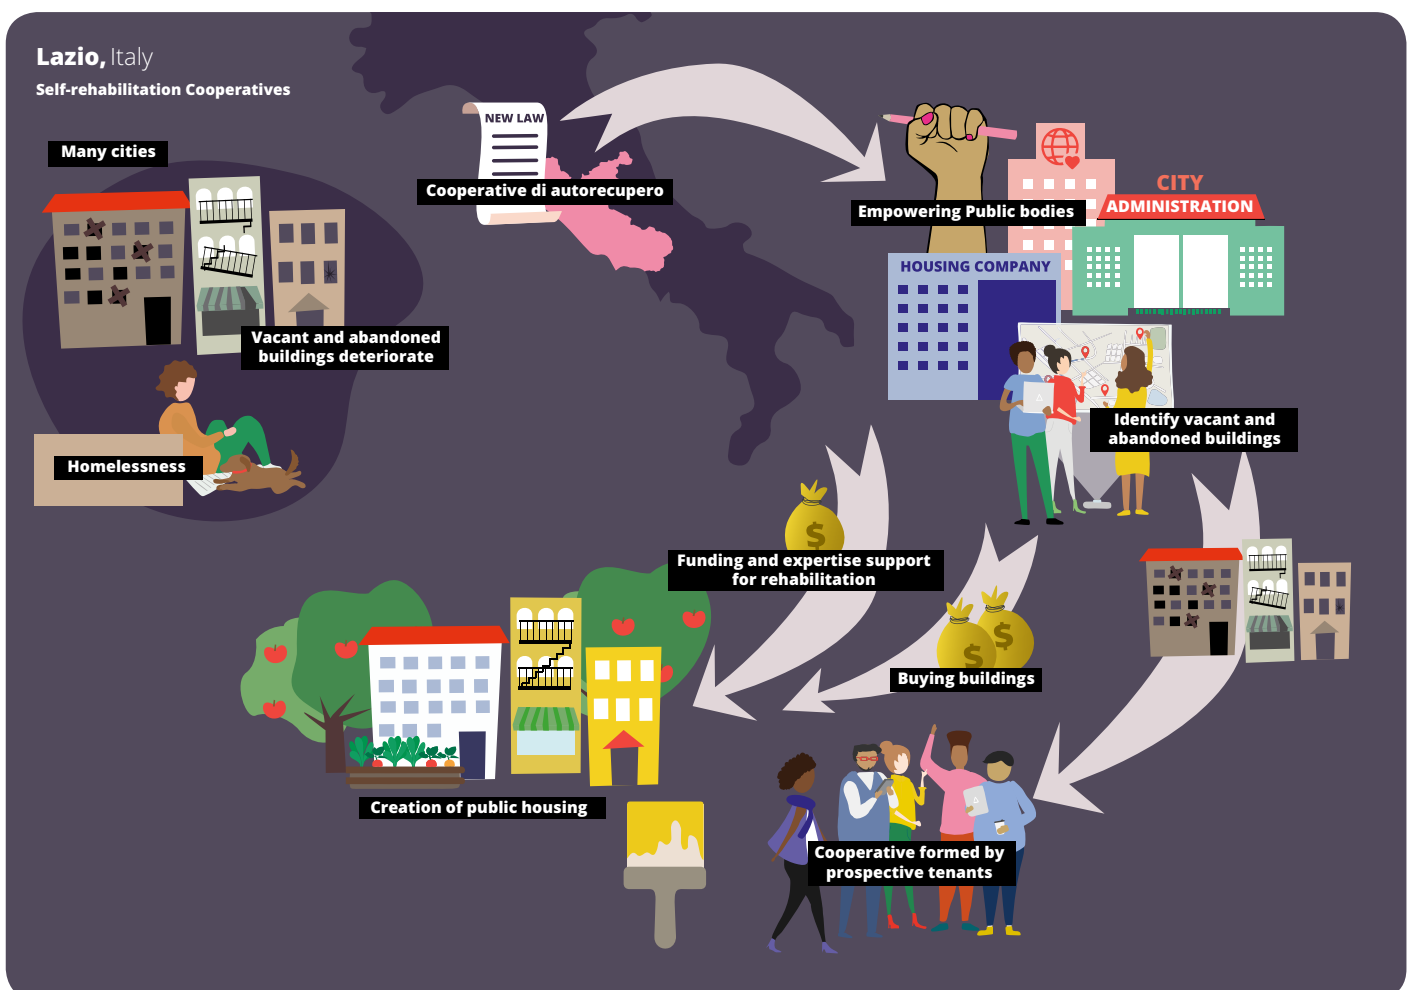 Lazio, Italy
Self-rehabilitation Cooperatives
Many cities
Vacant and abandoned
buildings deteriorate
Homelessness
NEW LAW
Cooperative di autorecupero
Empowering Public bodies
CITY
ADMINISTRATION
HOUSING COMPANY
Identify vacant and
abandoned buildings
$
Funding and expertise support
for rehabilitation
$
$
Buying buildings
Cooperative formed by
prospective tenants
Creation of public housing